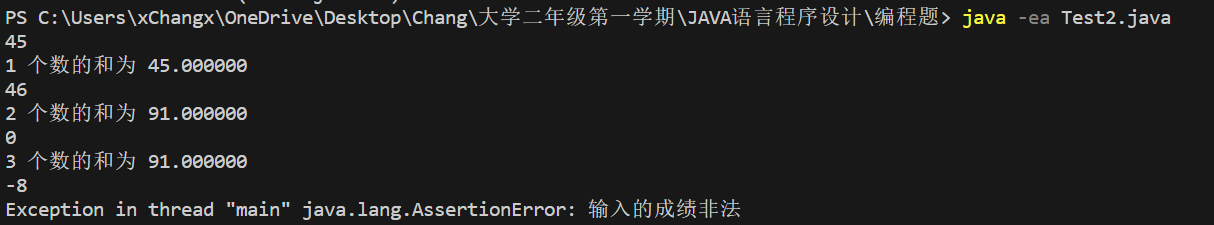 PS C:\Users\xChangx\OneDrive\Desktop\Chang\大学二年级第一学期\JAVA语言程序设计\编程题> java -ea Test2.java
45
1 个数的和为 45.000000
46
2 个数的和为 91.000000
0
3 个数的和为 91.000000
-8
Exception in thread "main" java.lang.AssertionError: 输入的成绩非法